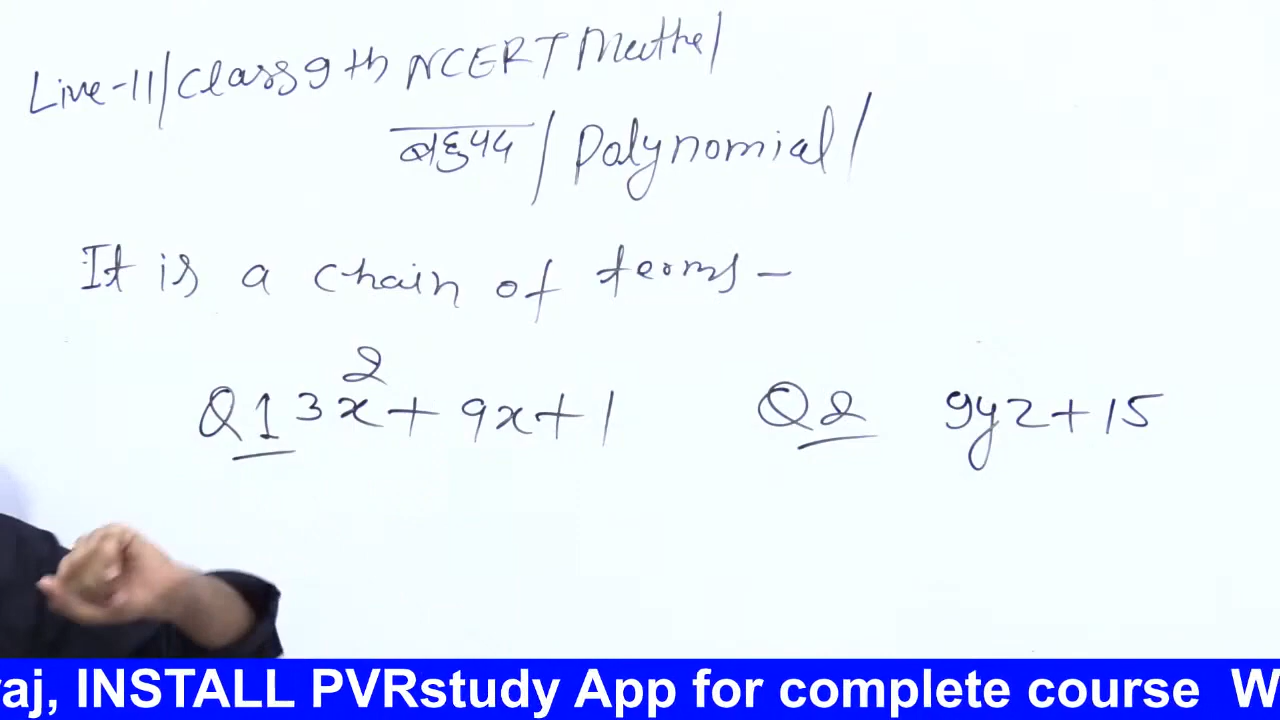 Live-11/Class 9th NCERT Maths/
बहुपद/Polynomial/
It is a chain of terms-
Q1 3x² + 9x + 1 Q2 9yz + 15
raj, INSTALL PVRstudy App for complete course W